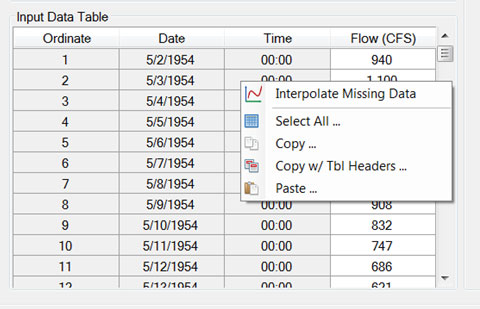 Input Data Table
Ordinate Date Time Flow (CFS)
1 5/2/1954 00:00 940
2 5/3/1954 00:00 1,100
3 5/4/1954
Interpolate Missing Data
4 5/5/1954
Select All ...
5 5/6/1954
Copy ...
6 5/7/1954
Copy w/ Tbl Headers ...
7 5/8/1954
Paste ...
8 5/9/1954 908
9 5/10/1954 00:00 832
10 5/11/1954 00:00 747
11 5/12/1954 00:00 686
12 5/13/1954 00:00 621